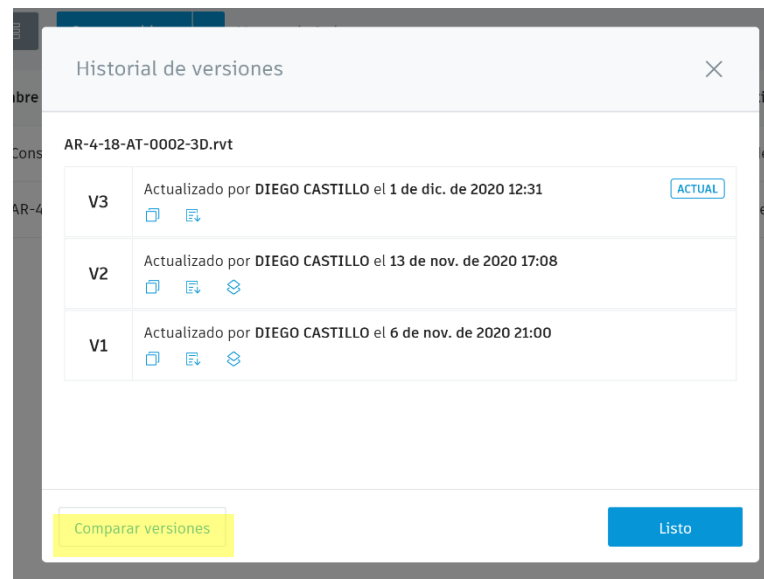 Historial de versiones
AR-4-18-AT-0002-3D.rvt
V3
Actualizado por DIEGO CASTILLO el 1 de dic. de 2020 12:31
ACTUAL
V2
Actualizado por DIEGO CASTILLO el 13 de nov. de 2020 17:08
V1
Actualizado por DIEGO CASTILLO el 6 de nov. de 2020 21:00
Comparar versiones
Listo